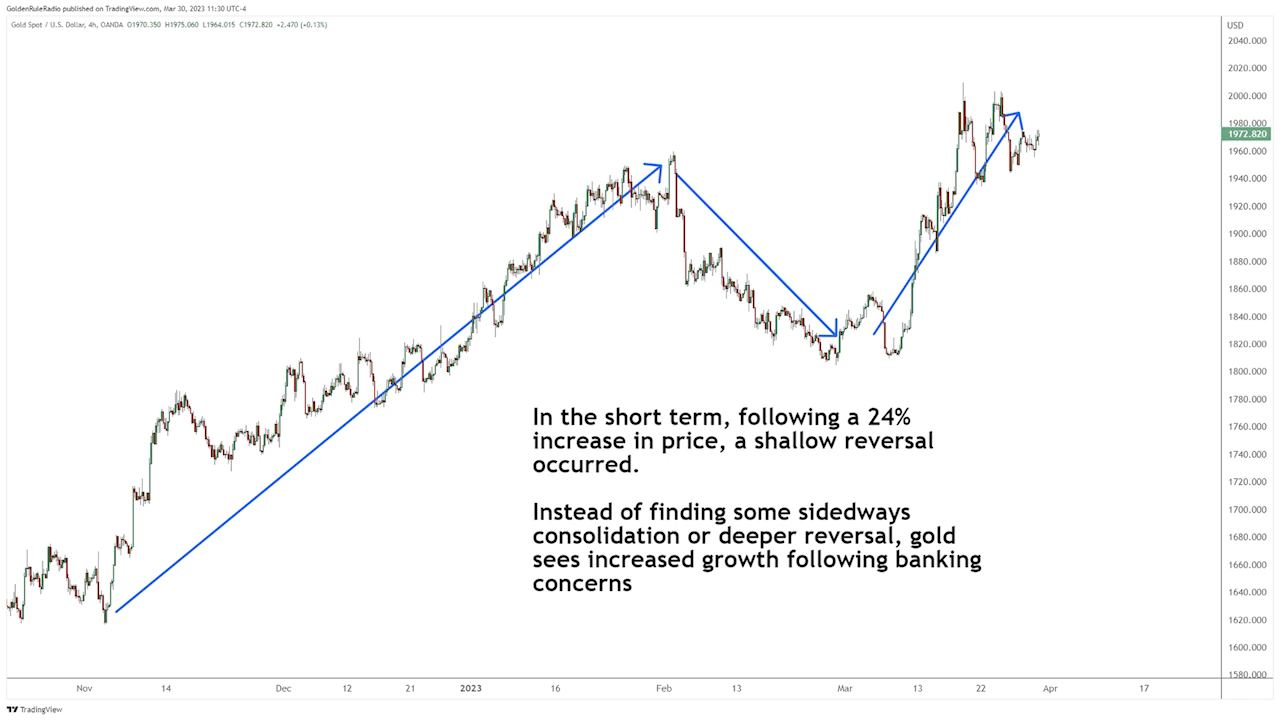 GoldenRuleRadio published on TradingView.com, Mar 30, 2023 11:30 UTC-4
Gold Spot / U.S. Dollar, 4h, OANDA O1970.350 H1975.060 L1964.015 C1972.820 +2.470 (+0.13%)
USD
2040.000
2020.000
2000.000
1980.000
1972.820
1960.000
1940.000
1920.000
1900.000
1880.000
1860.000
1840.000
1820.000
1800.000
1780.000
1760.000
1740.000
1720.000
1700.000
1680.000
1660.000
1640.000
1620.000
1600.000
1580.000
In the short term, following a 24%
increase in price, a shallow reversal
occurred.
Instead of finding some sidedways
consolidation or deeper reversal, gold
sees increased growth following banking
concerns
Nov 14 Dec 12 21 2023 16 Feb 13 Mar 13 22 Apr 17
TradingView